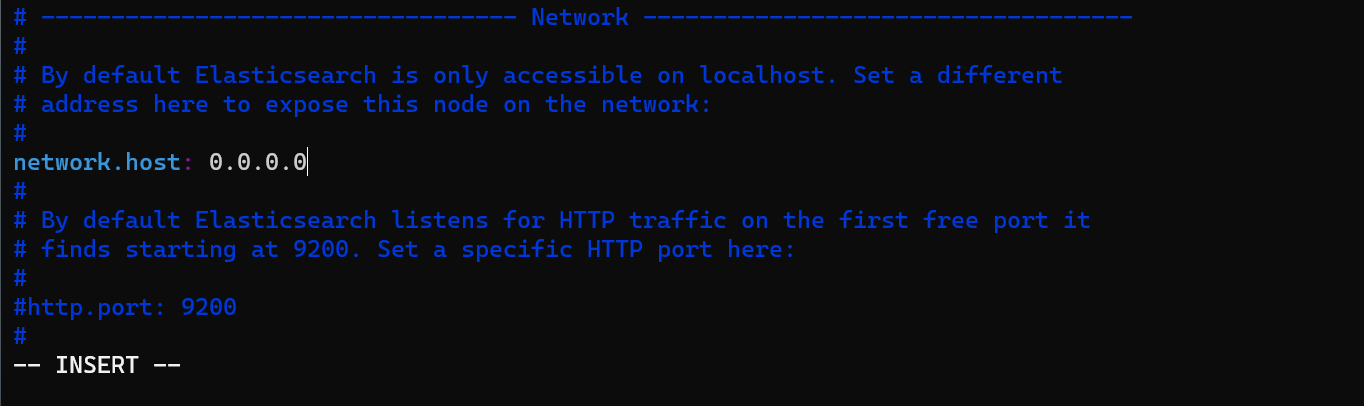 # ---------------------------------- Network -----------------------------------
#
# By default Elasticsearch is only accessible on localhost. Set a different
# address here to expose this node on the network:
#
network.host: 0.0.0.0
#
# By default Elasticsearch listens for HTTP traffic on the first free port it
# finds starting at 9200. Set a specific HTTP port here:
#
#http.port: 9200
#
-- INSERT --